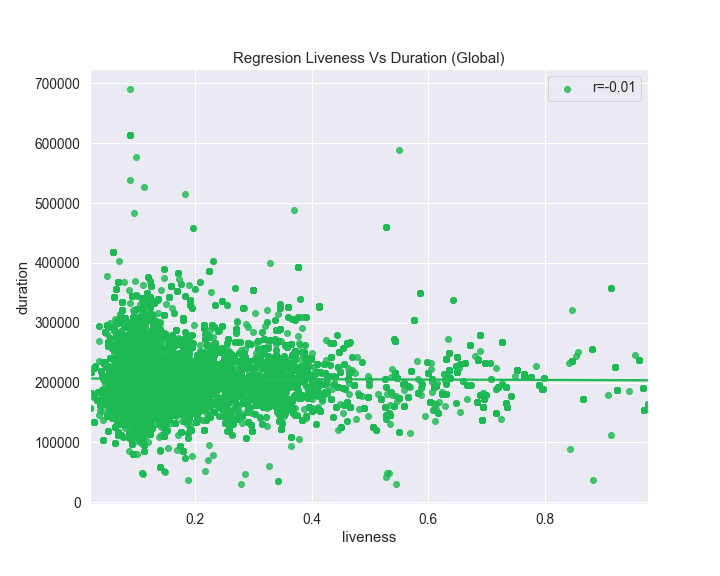 Regresion Liveness Vs Duration (Global)
r=-0.01
700000
600000
500000
400000
300000
200000
100000
0
duration
0.2 0.4 0.6 0.8
liveness